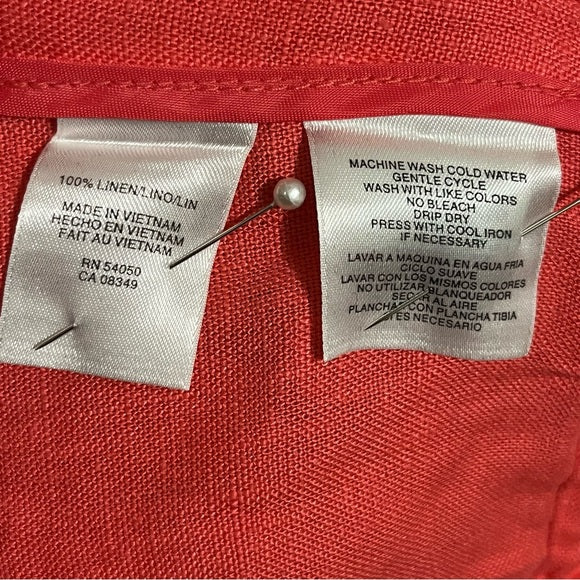 100% LINEN/LINO/LIN
MADE IN VIETNAM
HECHO EN VIETNAM
FAIT AU VIETNAM
RN 54050
CA 08349
MACHINE WASH COLD WATER
GENTLE CYCLE
WASH WITH LIKE COLORS
NO BLEACH
DRIP DRY
PRESS WITH COOL IRON
IF NECESSARY
LAVAR A MAQUINA EN AGUA FRIA
CICLO SUAVE
LAVAR CON LOS MISMOS COLORES
NO UTILIZAR BLANQUEADOR
AL AIRE
PLANCHAR CON PLANCHA TIBIA
ES NECESARIO